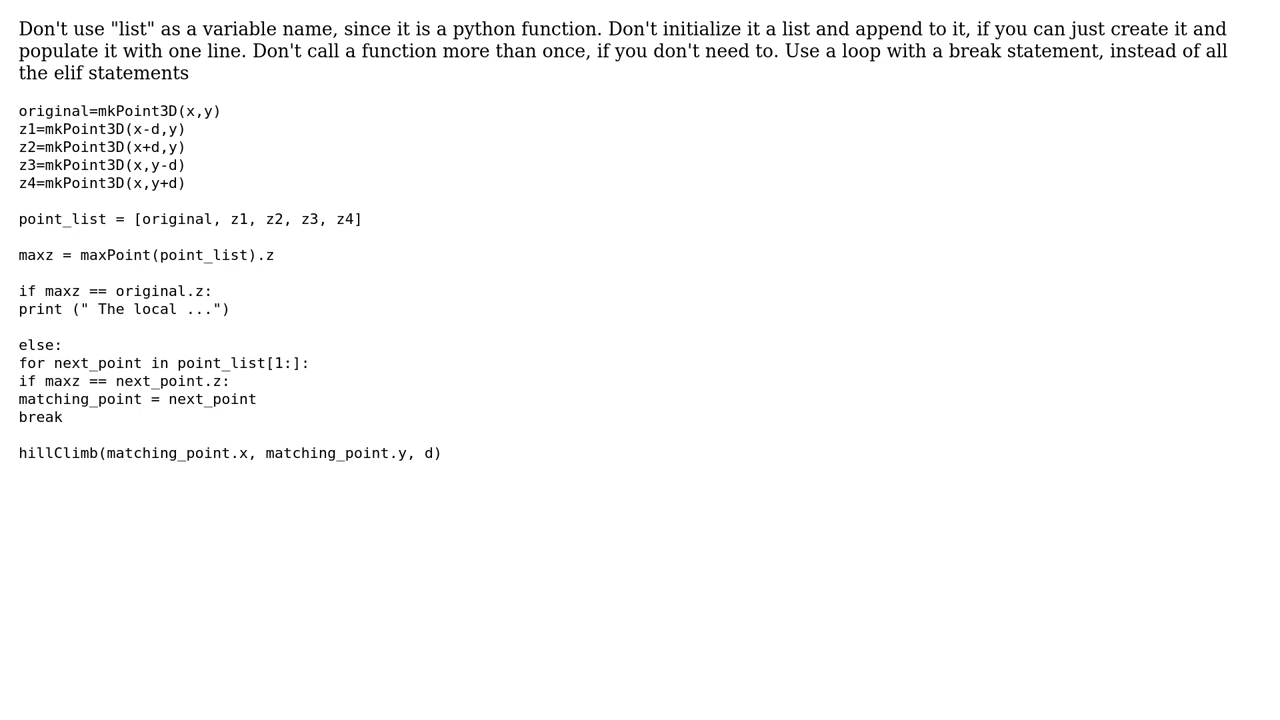 Don't use "list" as a variable name, since it is a python function. Don't initialize it a list and append to it, if you can just create it and
populate it with one line. Don't call a function more than once, if you don't need to. Use a loop with a break statement, instead of all
the elif statements
original=mkPoint3D(x,y)
z1=mkPoint3D(x-d,y)
z2=mkPoint3D(x+d,y)
z3=mkPoint3D(x,y-d)
z4=mkPoint3D(x,y+d)
point_list = [original, z1, z2, z3, z4]
maxz = maxPoint(point_list).z
if maxz == original.z:
print (" The local ...")
else:
for next_point in point_list[1:]:
if maxz == next_point.z:
matching_point = next_point
break
hillClimb(matching_point.x, matching_point.y, d)